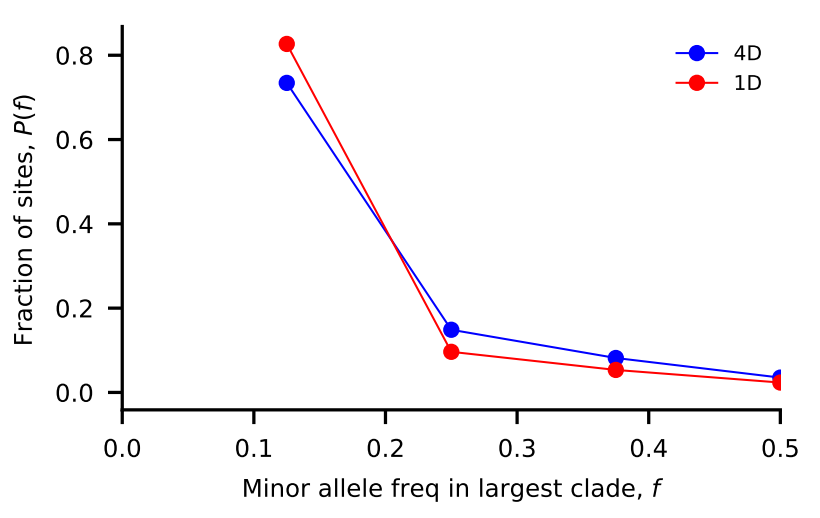 4D
1D
Fraction of sites, P(f)
0.8
0.6
0.4
0.2
0.0
0.0 0.1 0.2 0.3 0.4 0.5
Minor allele freq in largest clade, f